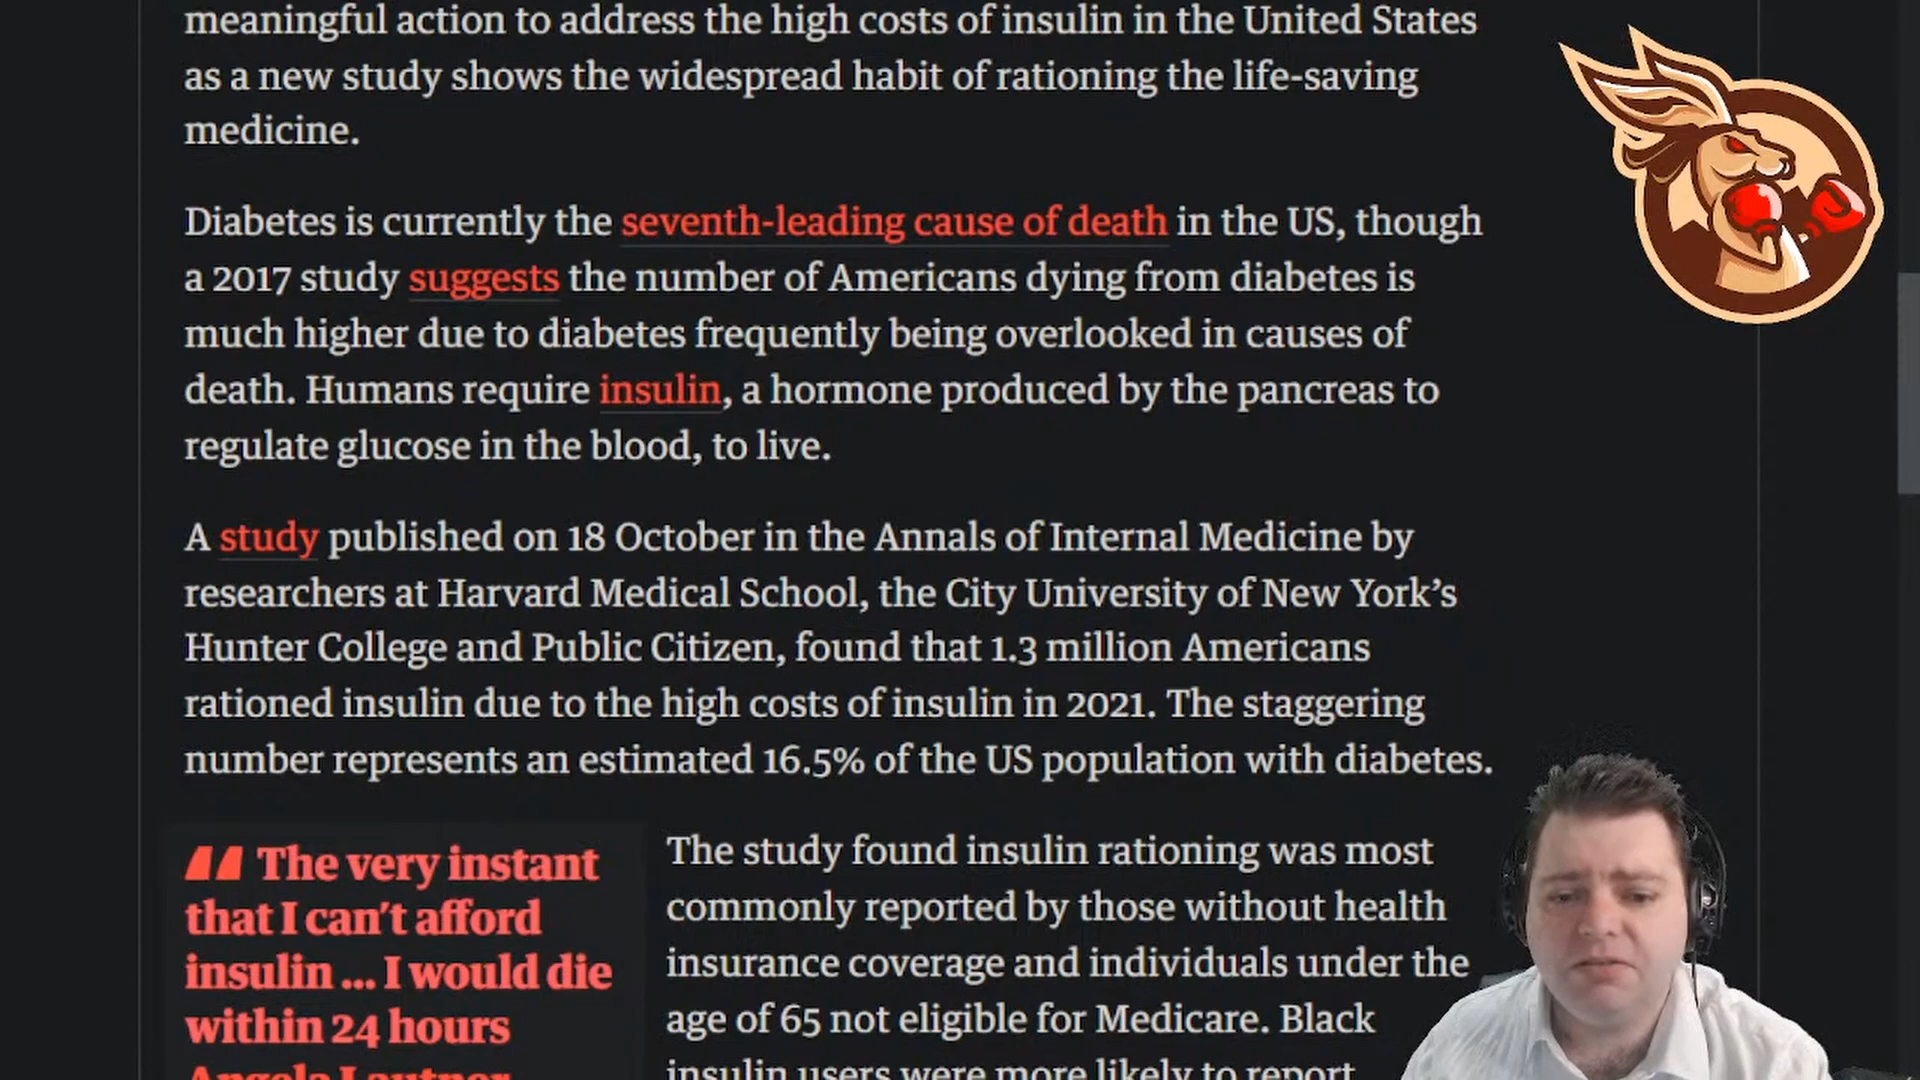 meaningful action to address the high costs of insulin in the United States
as a new study shows the widespread habit of rationing the life-saving
medicine.
Diabetes is currently the seventh-leading cause of death in the US, though
a 2017 study suggests the number of Americans dying from diabetes is
much higher due to diabetes frequently being overlooked in causes of
death. Humans require insulin, a hormone produced by the pancreas to
regulate glucose in the blood, to live.
A study published on 18 October in the Annals of Internal Medicine by
researchers at Harvard Medical School, the City University of New York’s
Hunter College and Public Citizen, found that 1.3 million Americans
rationed insulin due to the high costs of insulin in 2021. The staggering
number represents an estimated 16.5% of the US population with diabetes.
“ The very instant
that I can’t afford
insulin ... I would die
within 24 hours
Angela Lautner
The study found insulin rationing was most
commonly reported by those without health
insurance coverage and individuals under the
age of 65 not eligible for Medicare. Black
insulin users were more likely to report